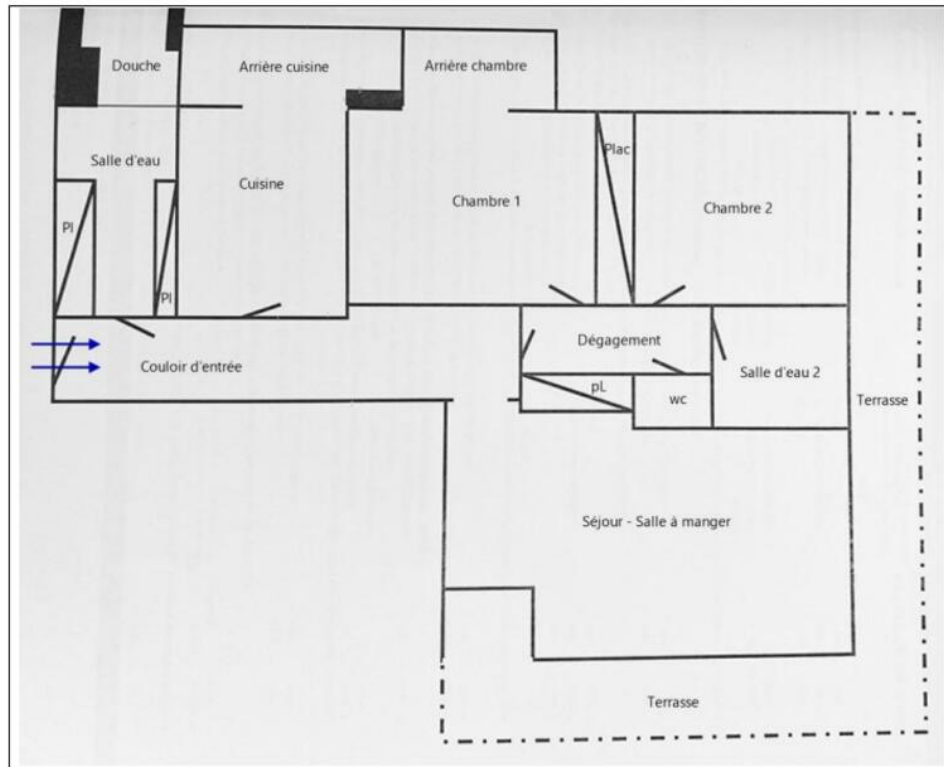 Douche
Arrière cuisine
Arrière chambre
Salle d'eau
Cuisine
Plac
Chambre 1
Chambre 2
Pl
Pl
Couloir d'entrée
Dégagement
Salle d'eau 2
pL
wc
Terrasse
Séjour - Salle à manger
Terrasse